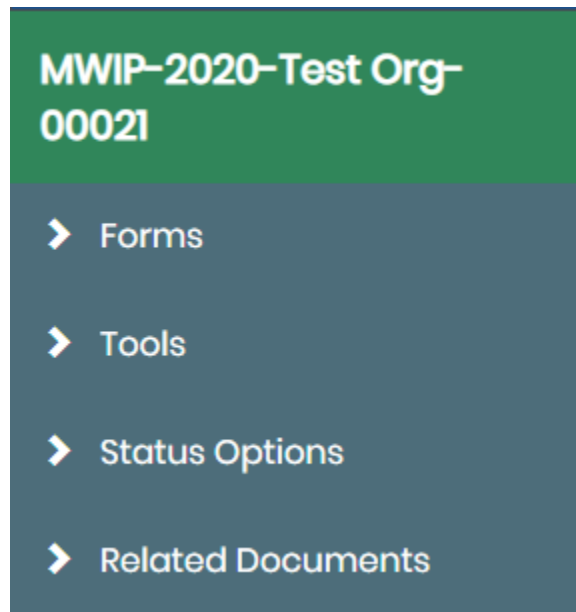 MWIP-2020-Test Org-
00021
Forms
Tools
Status Options
Related Documents